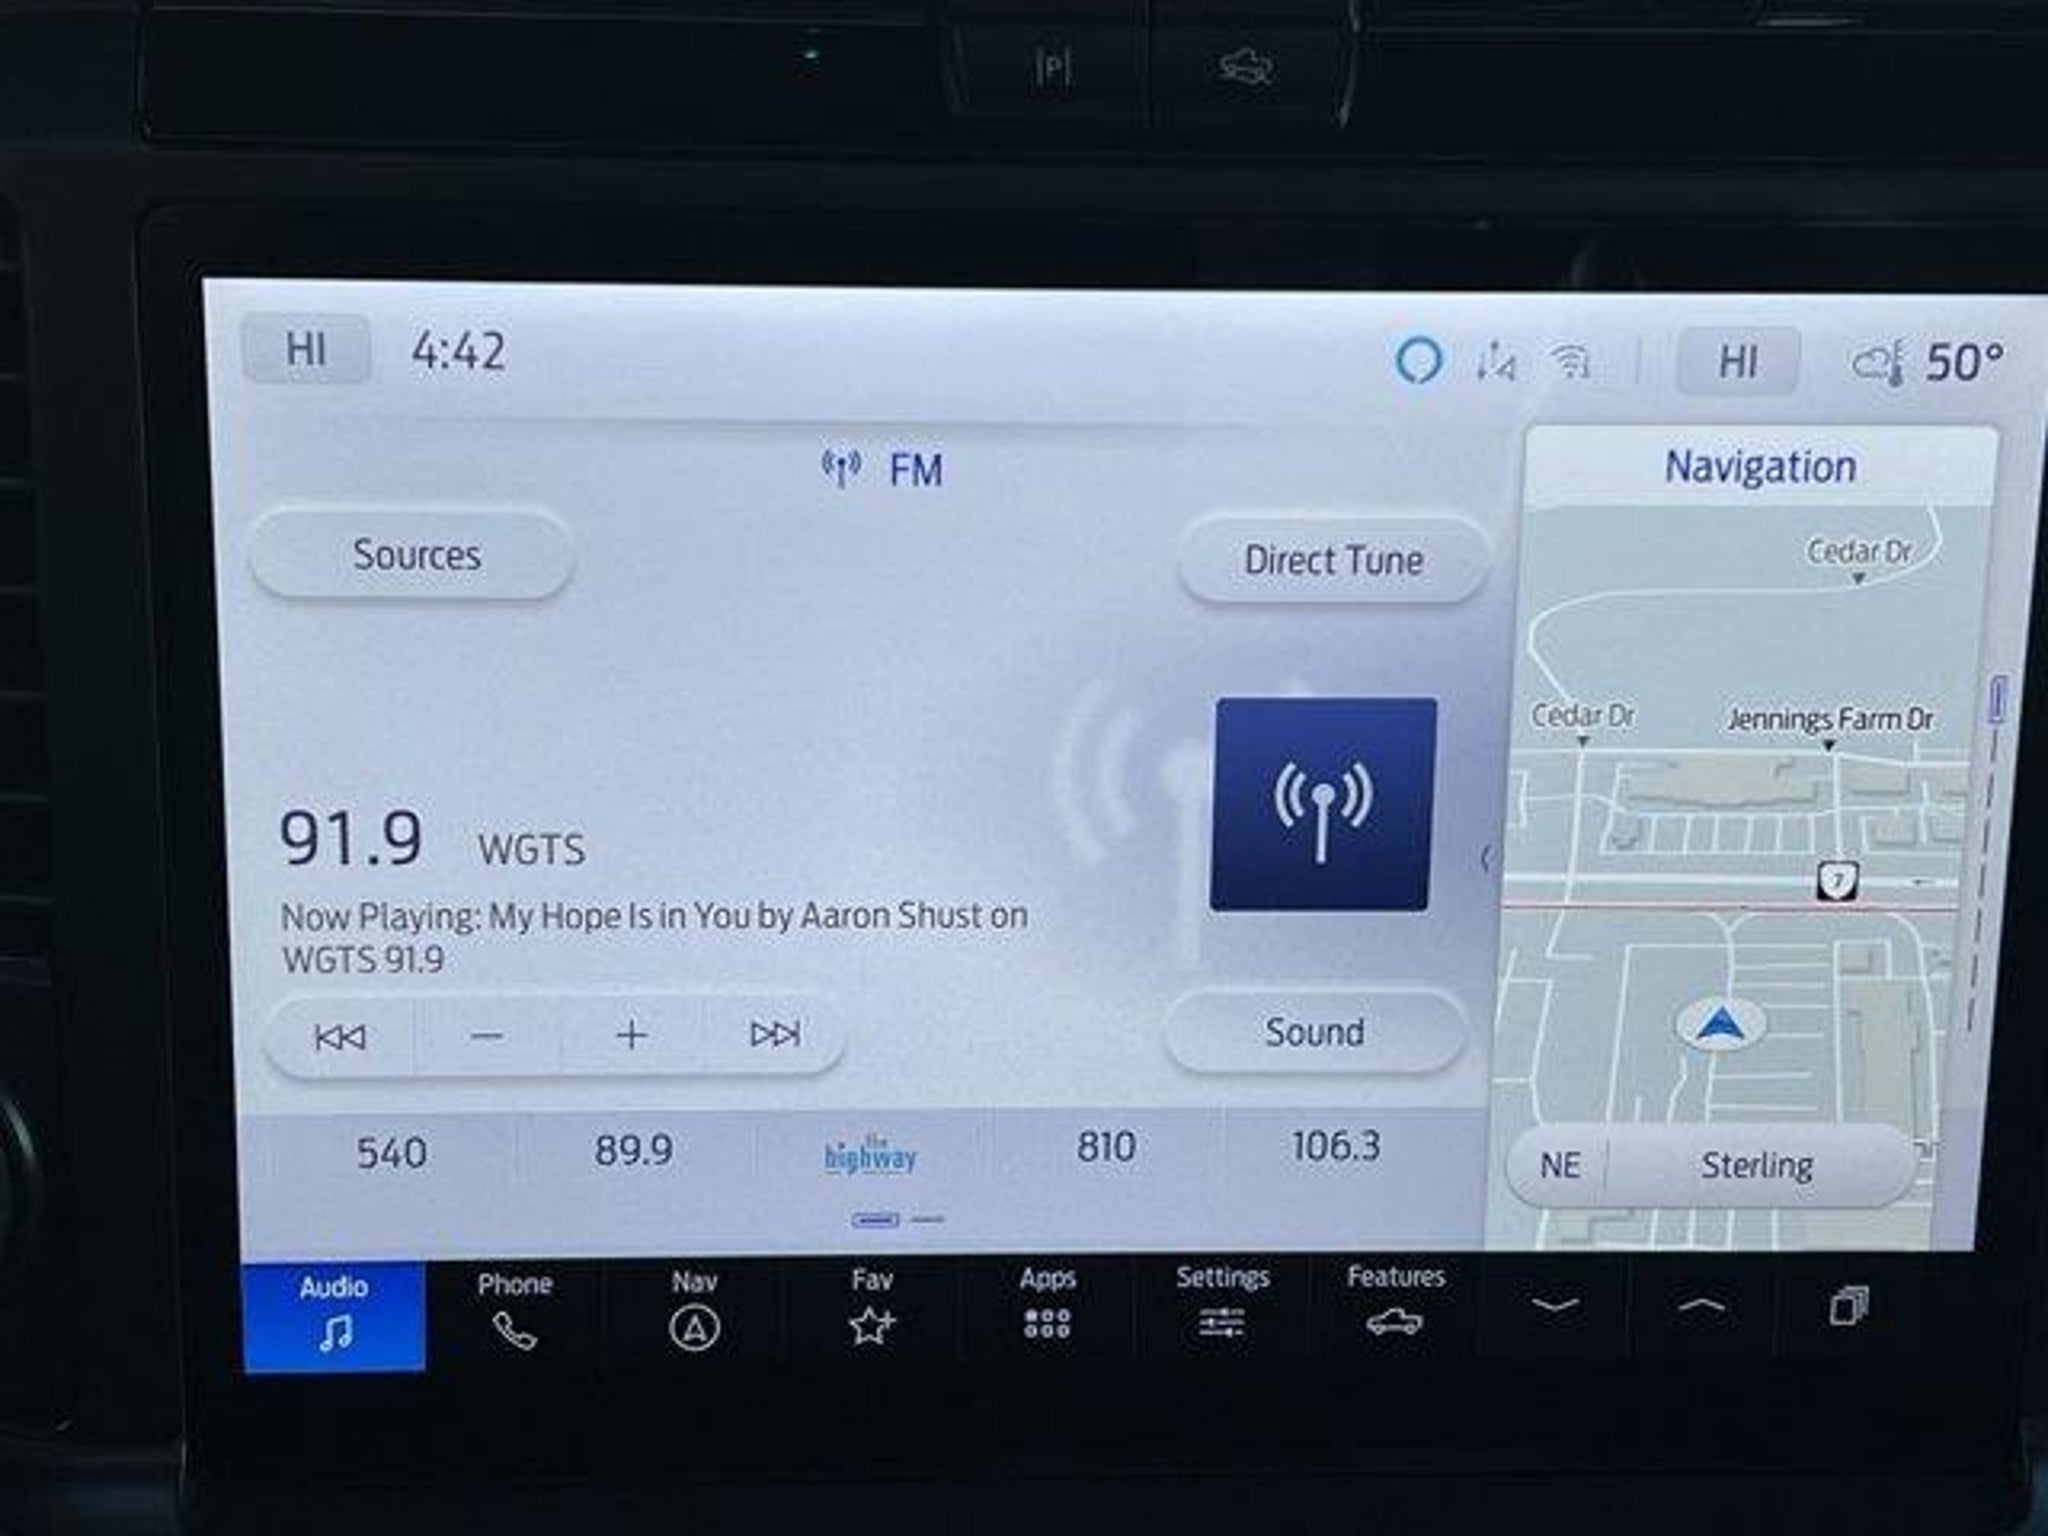 P
HI 4:42 HI 50°
FM
Navigation
Sources
Direct Tune
Cedar Dr
Cedar Dr
Jennings Farm Dr
91.9 WGTS
7
Now Playing: My Hope Is in You by Aaron Shust on
WGTS 91.9
Sound
540 89.9 the highway 810 106.3
NE Sterling
Audio Phone Nav Fav Apps Settings Features